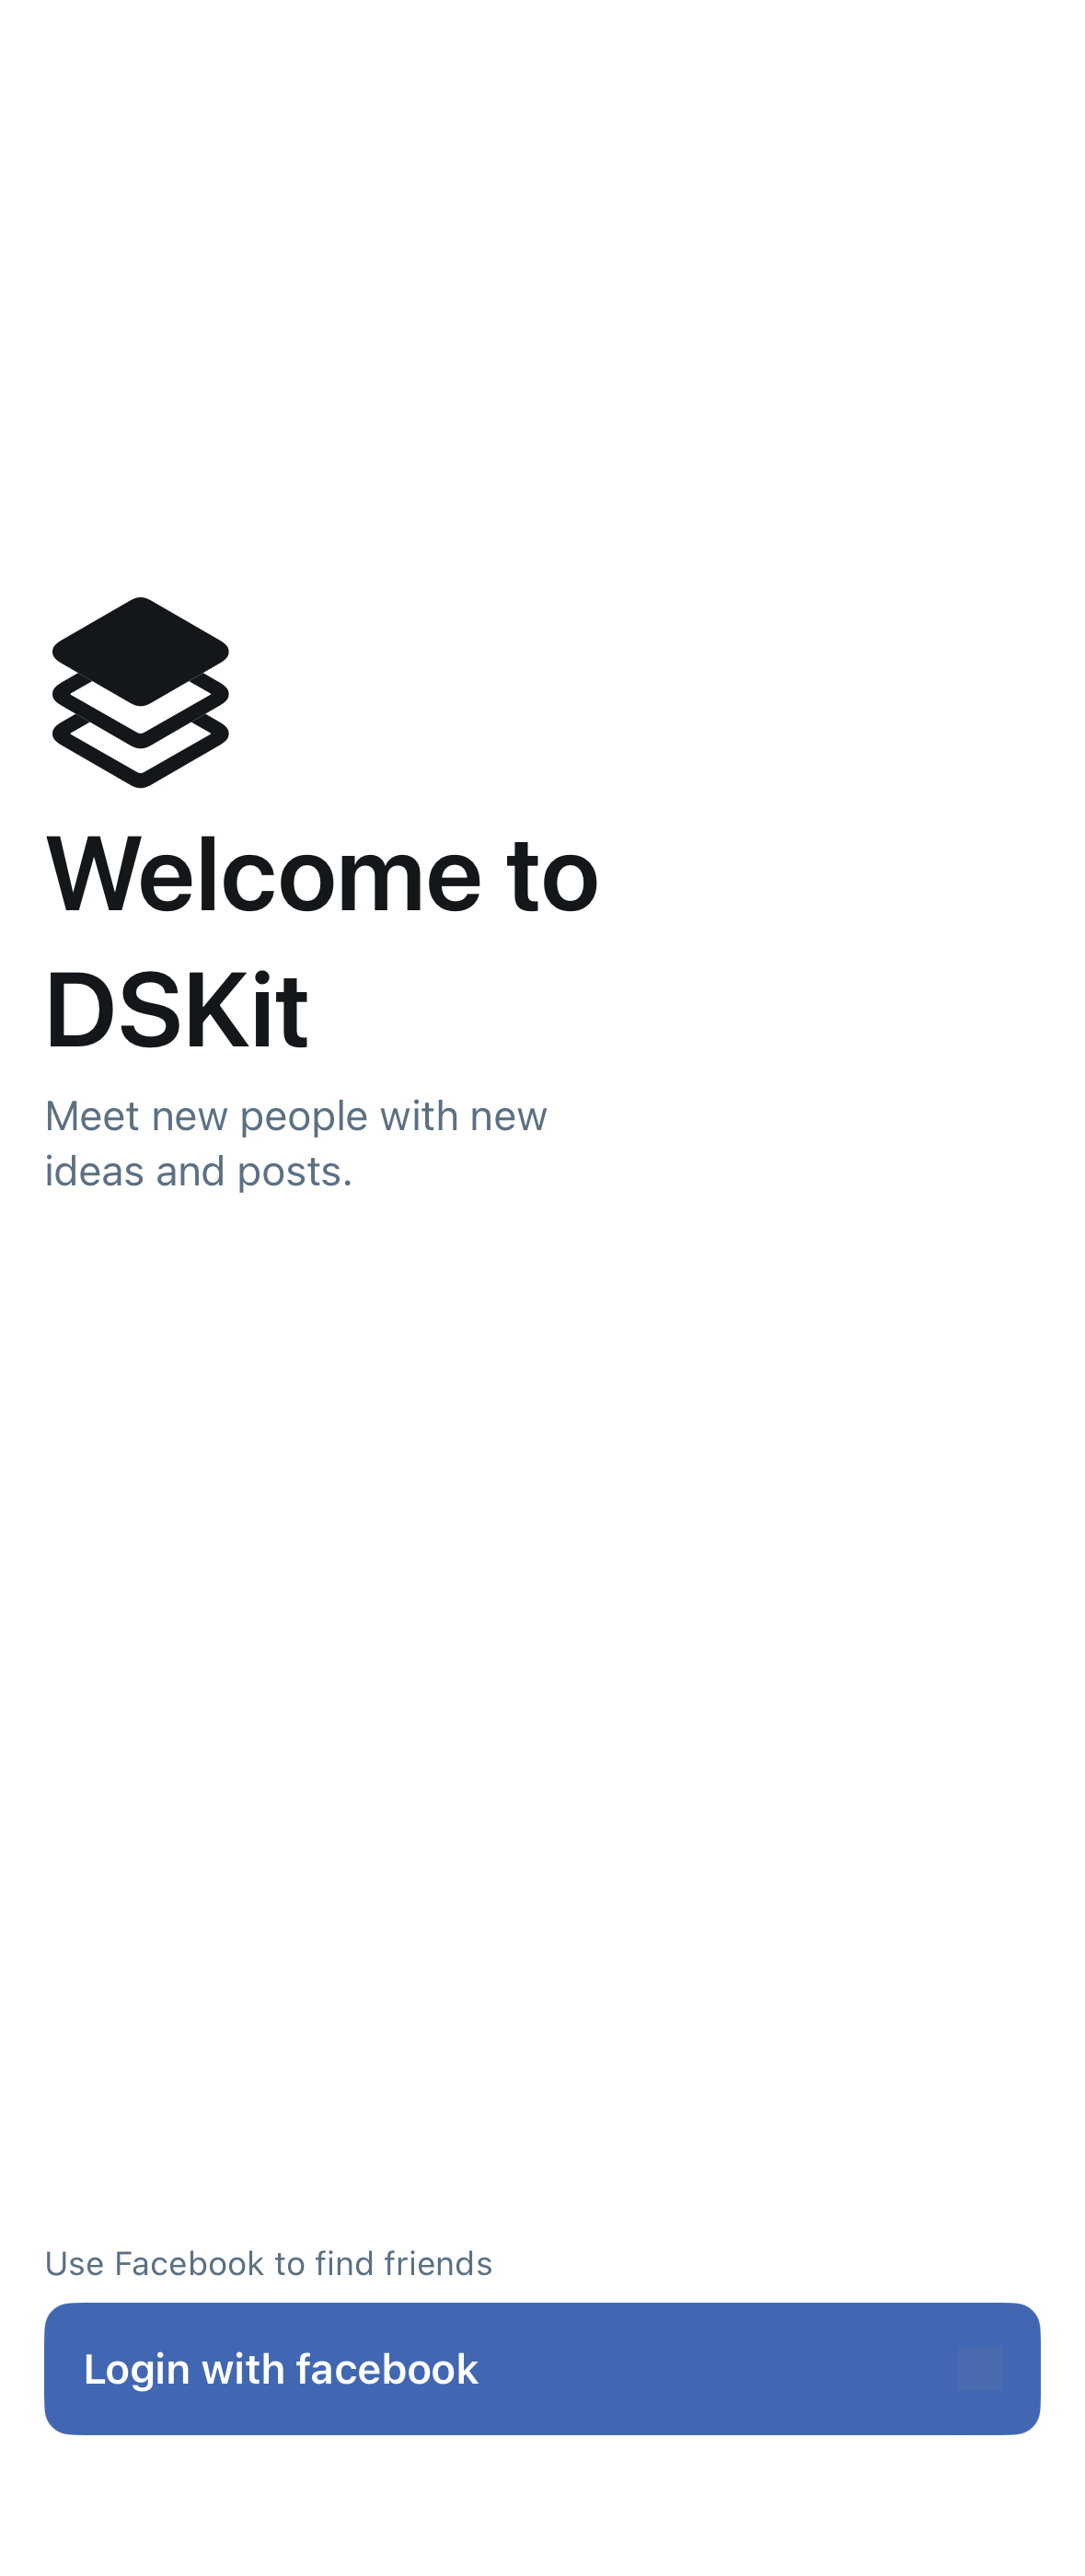 Welcome to
DSKit
Meet new people with new
ideas and posts.
Use Facebook to find friends
Login with facebook